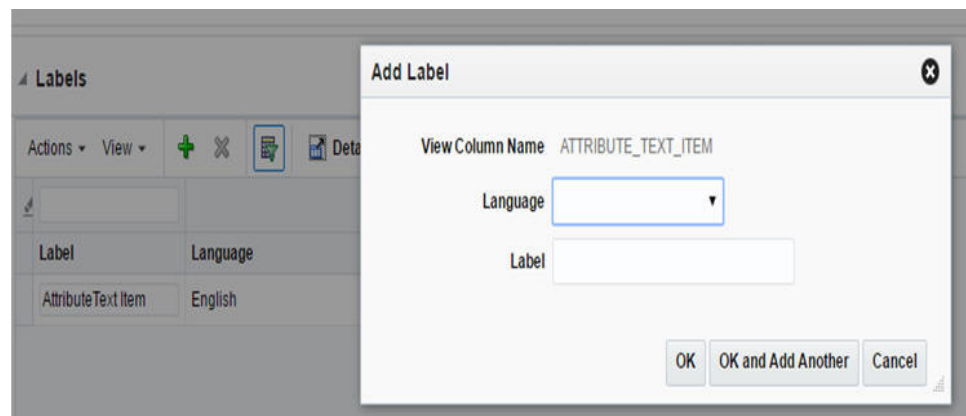 Labels
Actions View Deta
Label Language
AttributeText Item English
Add Label
View Column Name ATTRIBUTE_TEXT_ITEM
Language
Label
OK OK and Add Another Cancel